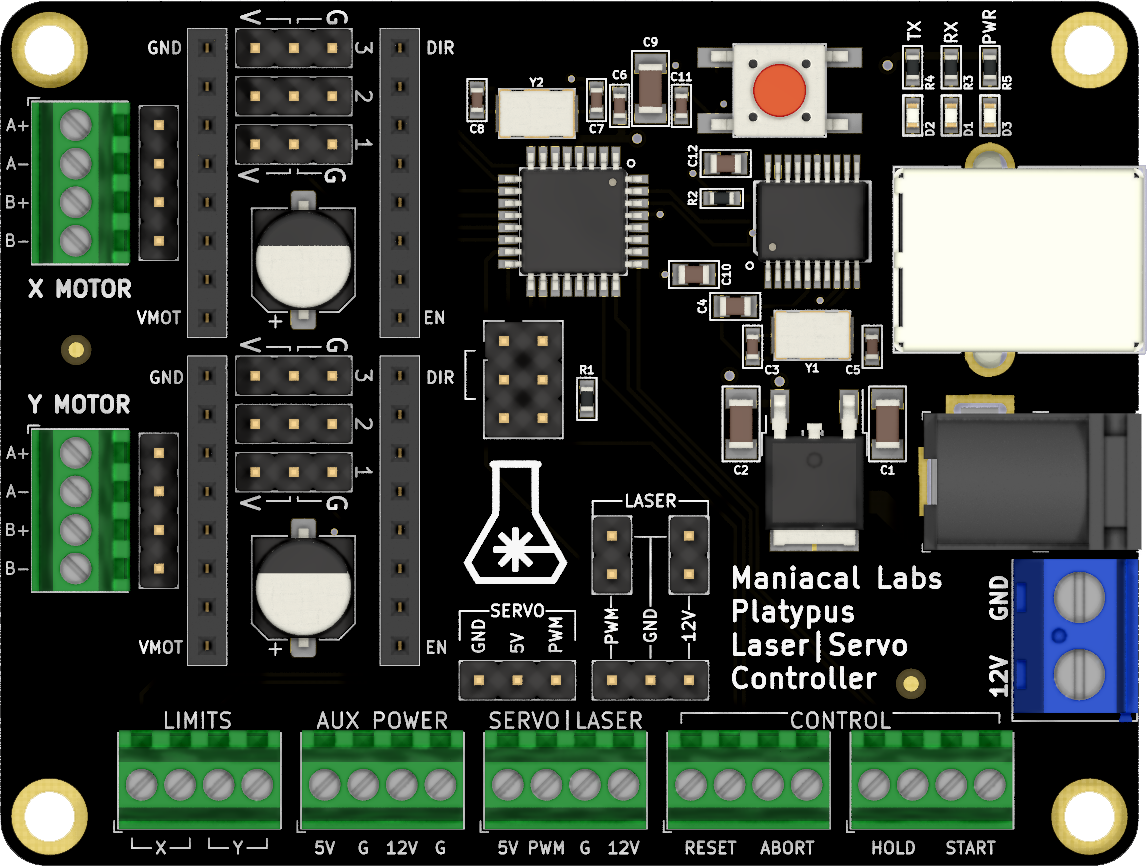 V G
GND 3 DIR
2
1
V G
A+
A-
B+
B-
X MOTOR
VMOT + EN
V G
GND 3 DIR
2
1
V G
Y MOTOR
A+
A-
B+
B-
VMOT + EN
C8
Y2
C7
C6
C9
C11
C12
R2
C10
C4
C3
Y1
C5
C2
C1
R1
TX RX PWR
R4 R3 R5
D2 D1 D3
LASER
PWM GND 12V
SERVO
GND 5V PWM
Maniacal Labs
Platypus
Laser|Servo
Controller
GND
12V
LIMITS AUX POWER SERVO|LASER CONTROL
X Y 5V G 12V G 5V PWM G 12V RESET ABORT HOLD START